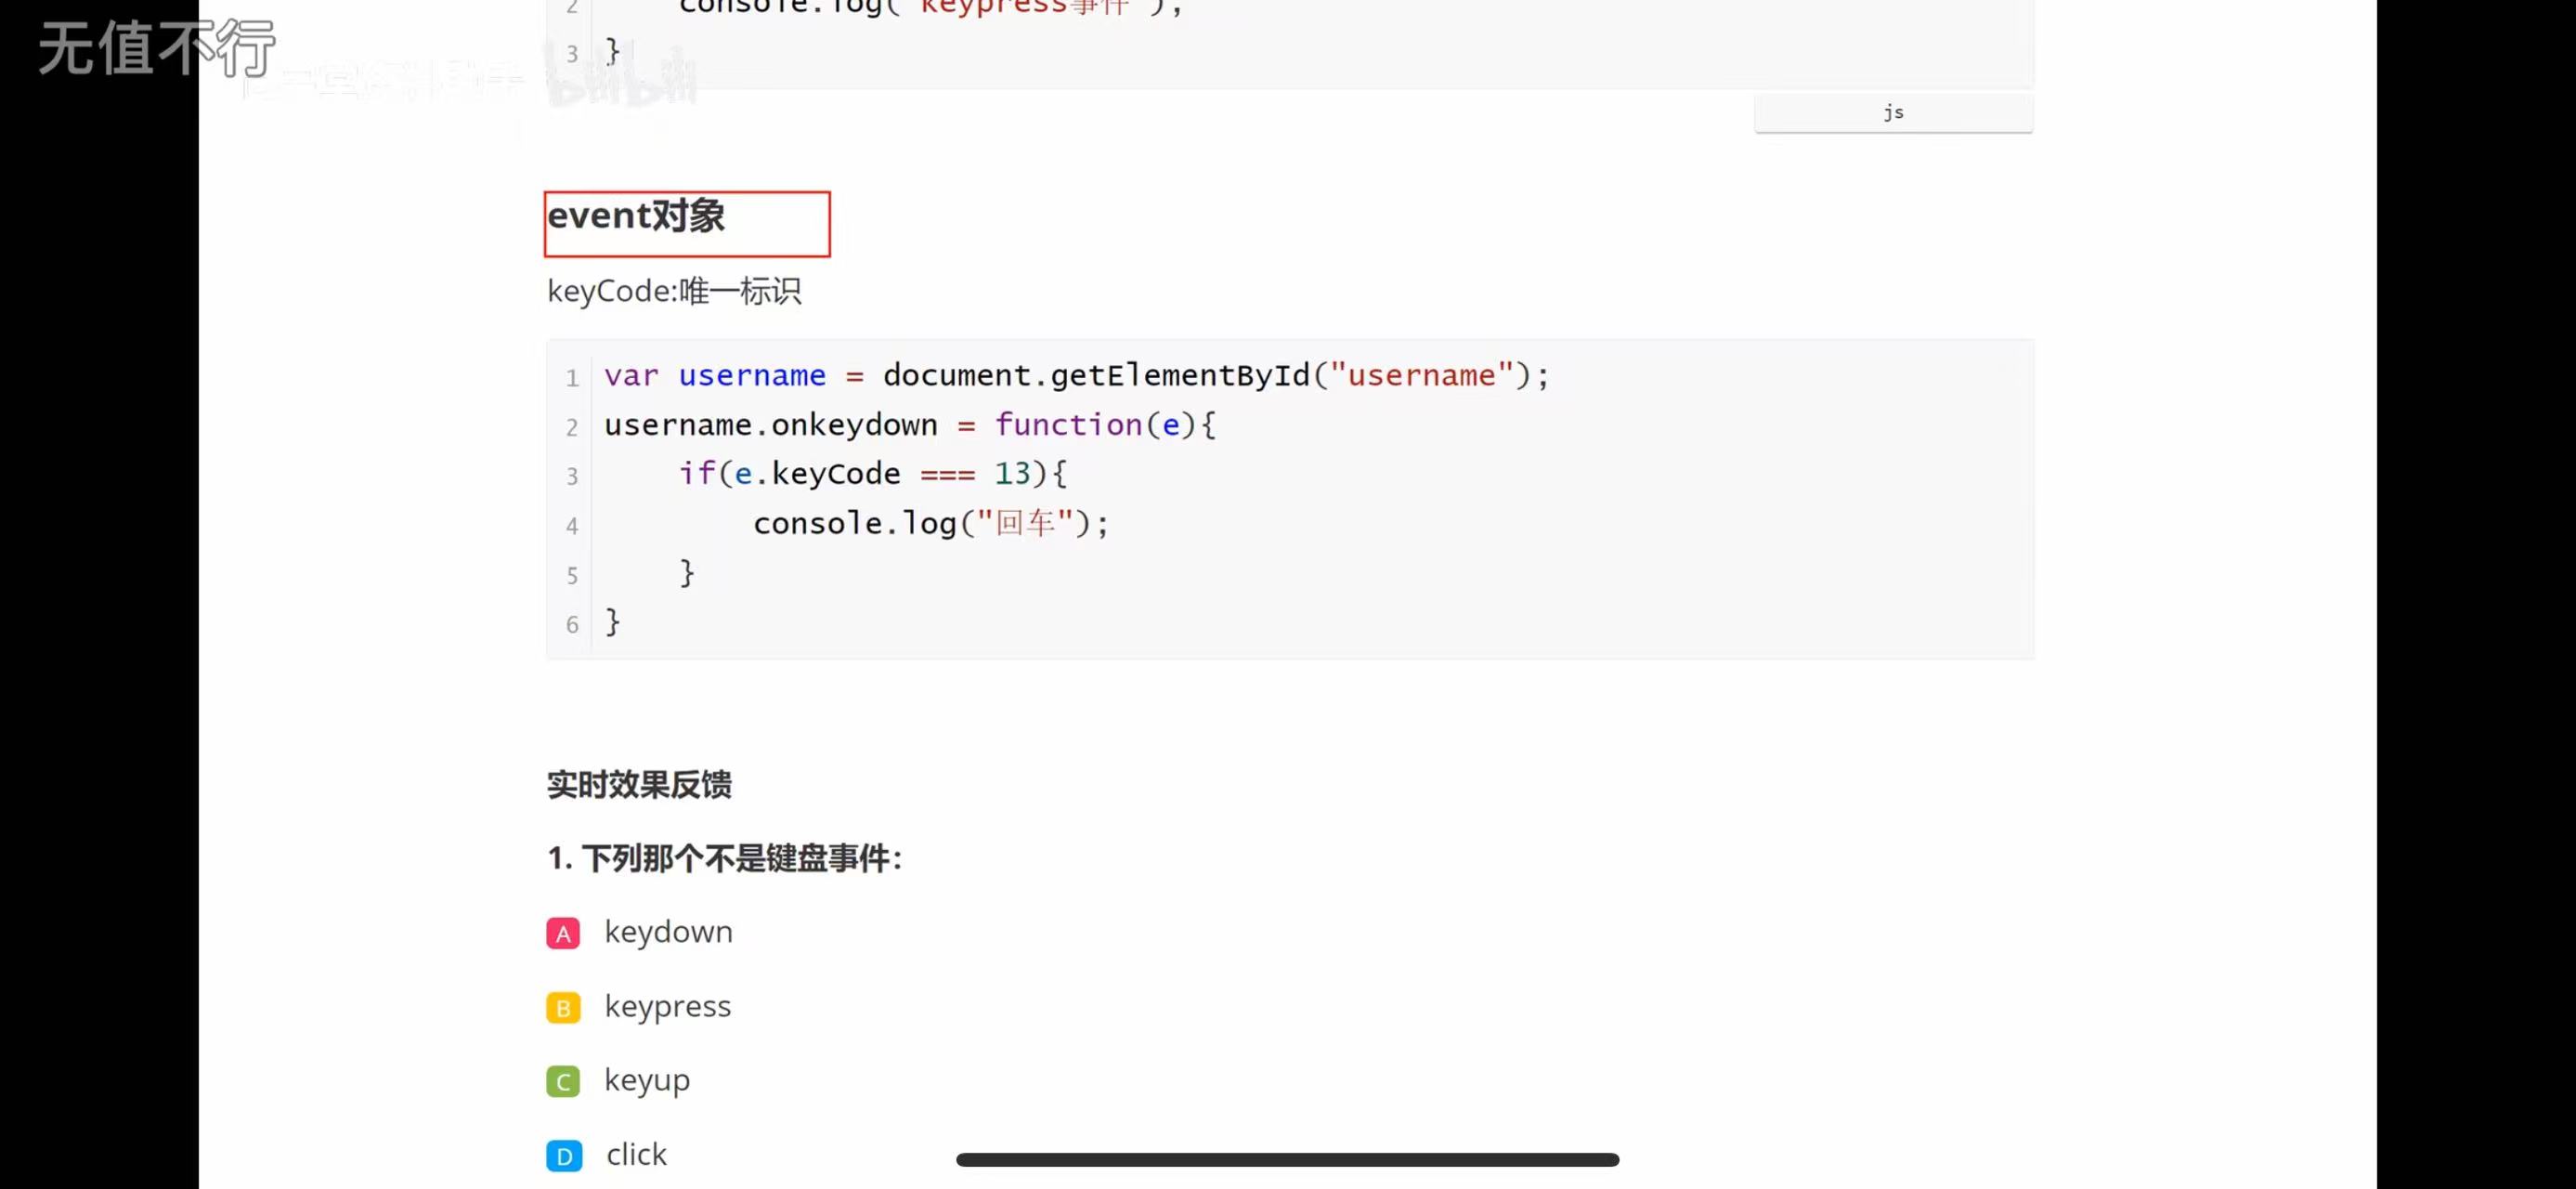 无值不行
2 console.log("keypress事件");
3 }
bilibili
js
event对象
keyCode:唯一标识
1 var username = document.getElementById("username");
2 username.onkeydown = function(e){
3 if(e.keyCode === 13){
4 console.log("回车");
5 }
6 }
实时效果反馈
1. 下列那个不是键盘事件：
A keydown
B keypress
C keyup
D click